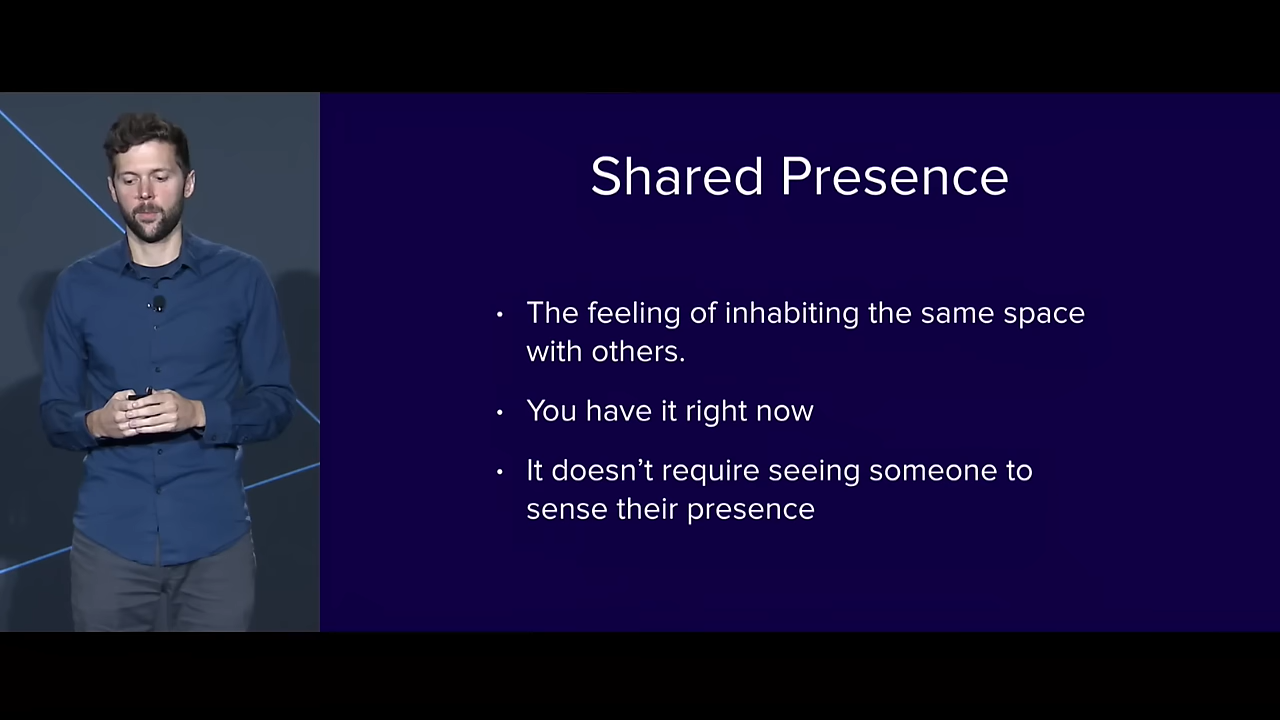 Shared Presence
• The feeling of inhabiting the same space
with others.
• You have it right now
• It doesn’t require seeing someone to
sense their presence